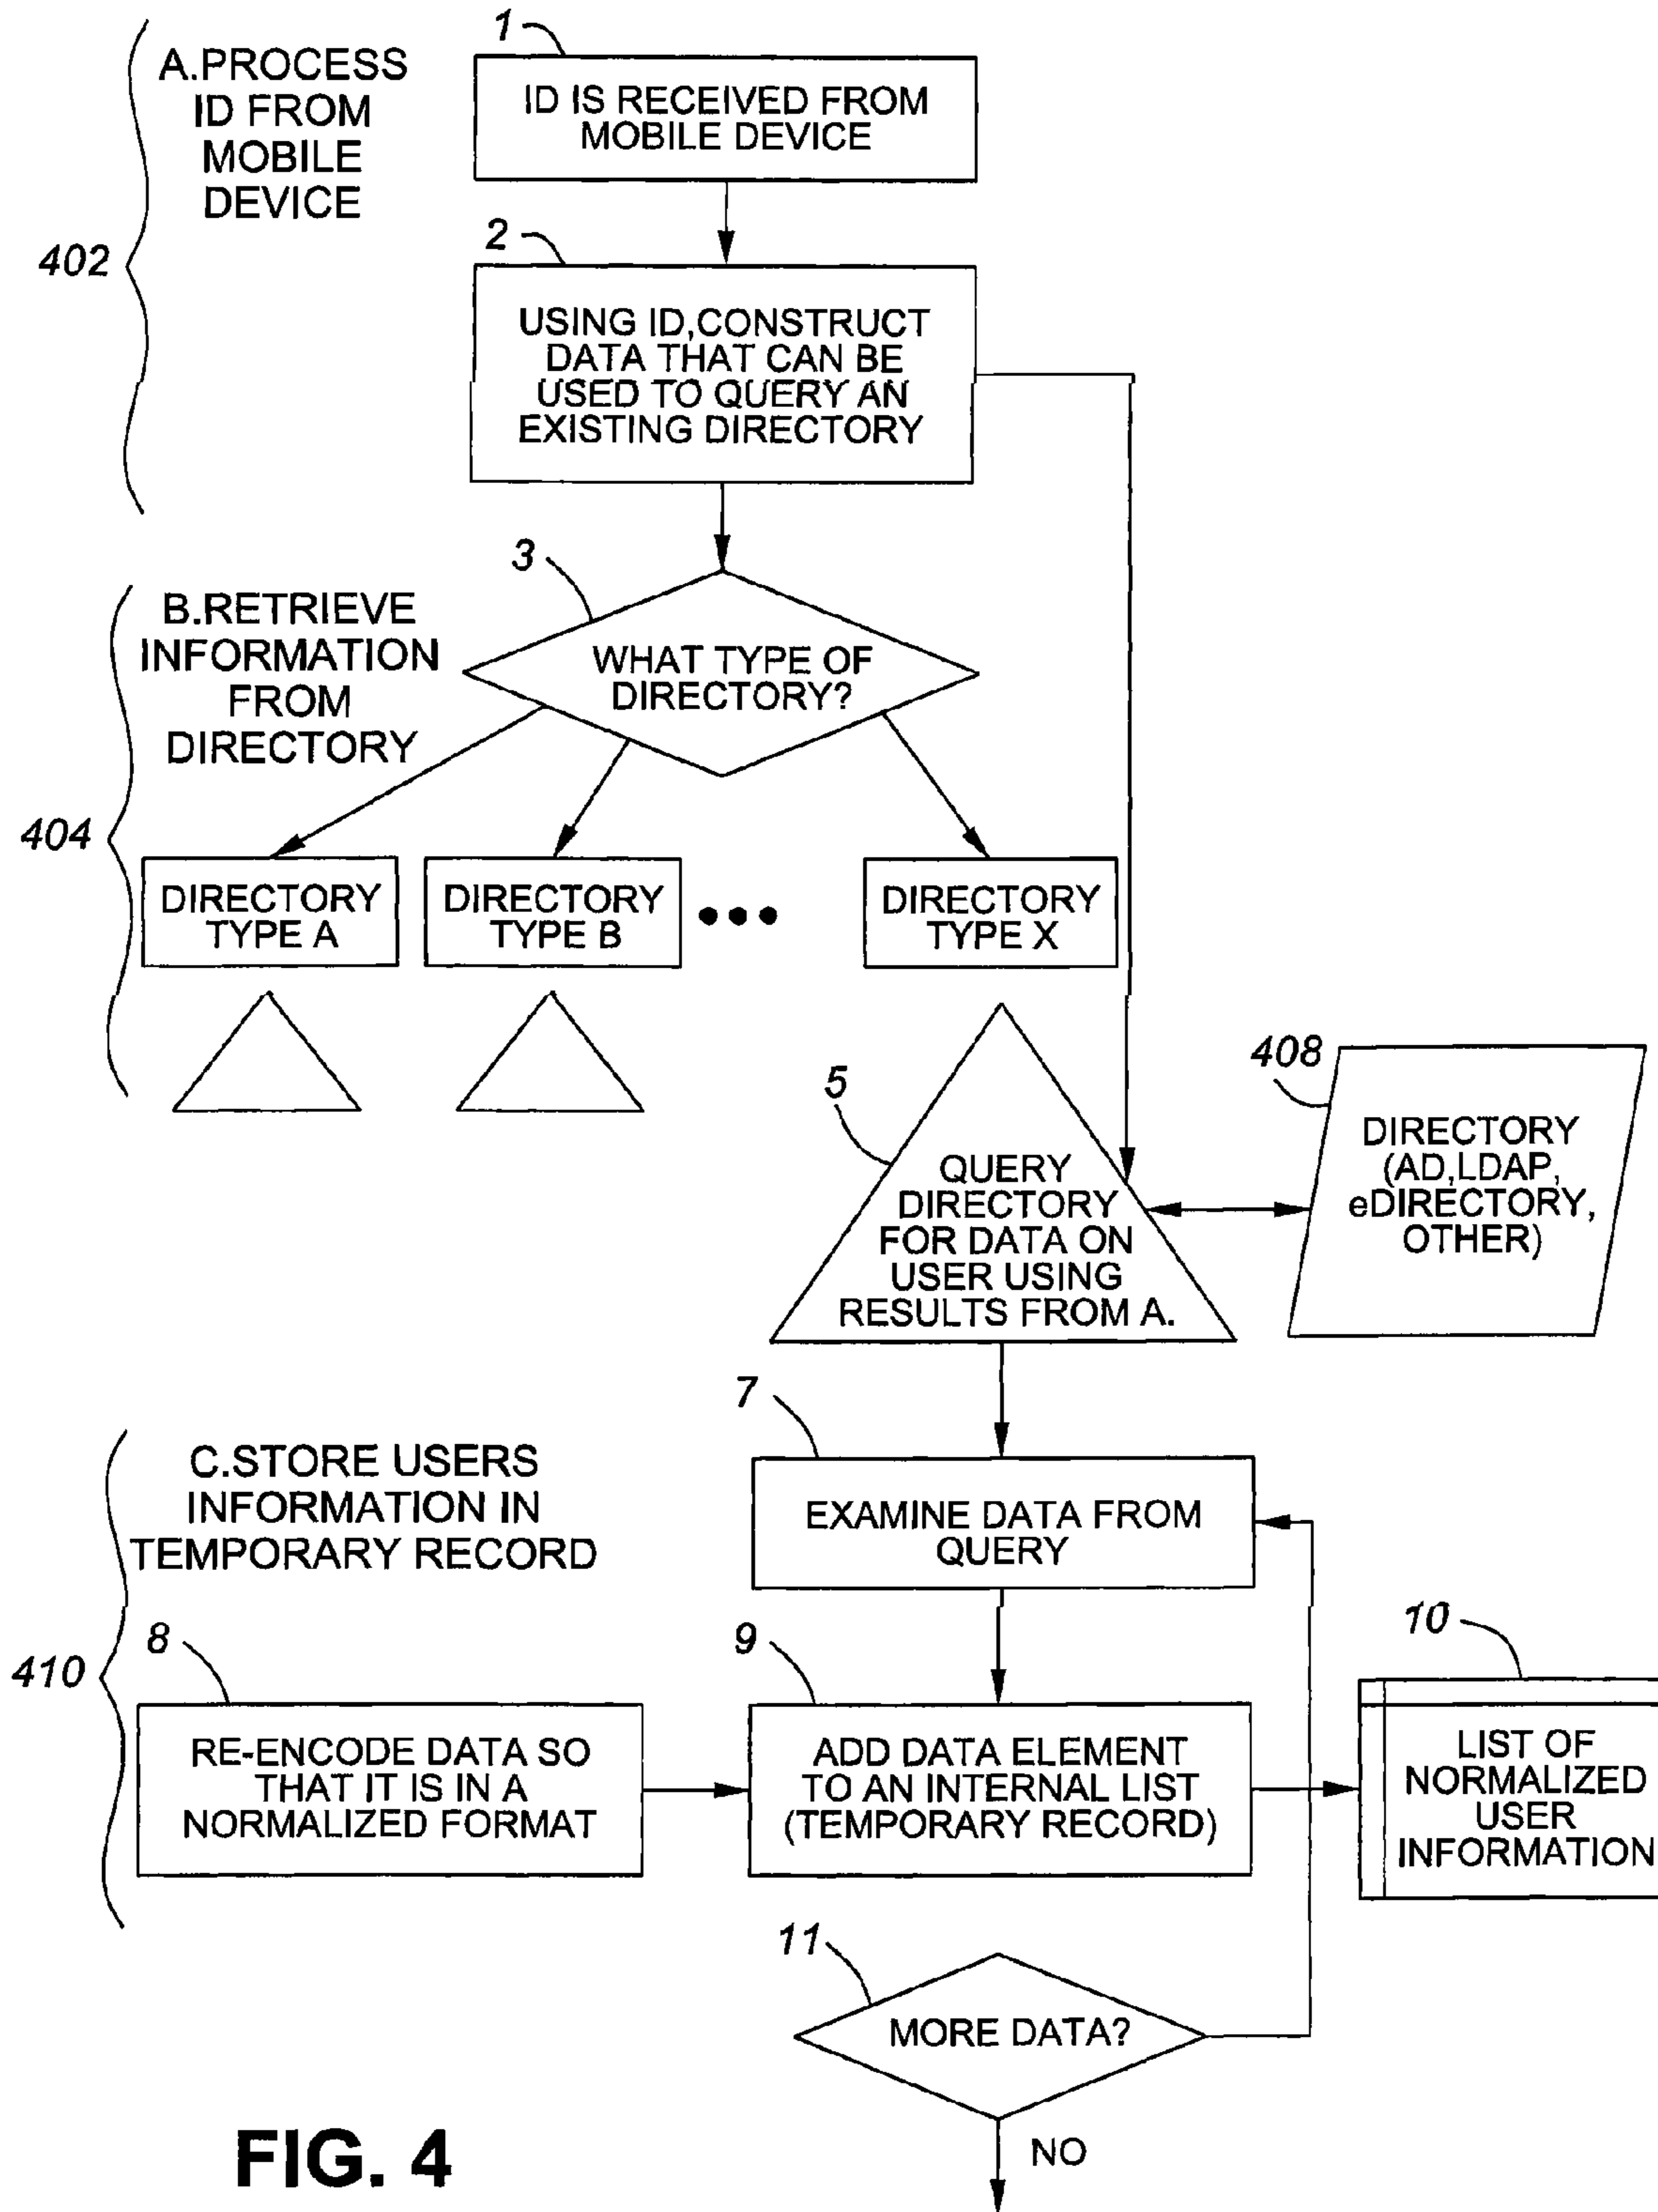 A.PROCESS
ID FROM
MOBILE
DEVICE
402
1
ID IS RECEIVED FROM
MOBILE DEVICE
2
USING ID,CONSTRUCT
DATA THAT CAN BE
USED TO QUERY AN
EXISTING DIRECTORY
B.RETRIEVE
INFORMATION
FROM
DIRECTORY
404
3
WHAT TYPE OF
DIRECTORY?
DIRECTORY
TYPE A
DIRECTORY
TYPE B
DIRECTORY
TYPE X
5
QUERY
DIRECTORY
FOR DATA ON
USER USING
RESULTS FROM A.
408
DIRECTORY
(AD,LDAP,
eDIRECTORY,
OTHER)
C.STORE USERS
INFORMATION IN
TEMPORARY RECORD
410
7
EXAMINE DATA FROM
QUERY
8
RE-ENCODE DATA SO
THAT IT IS IN A
NORMALIZED FORMAT
9
ADD DATA ELEMENT
TO AN INTERNAL LIST
(TEMPORARY RECORD)
10
LIST OF
NORMALIZED
USER
INFORMATION
11
MORE DATA?
NO
FIG. 4